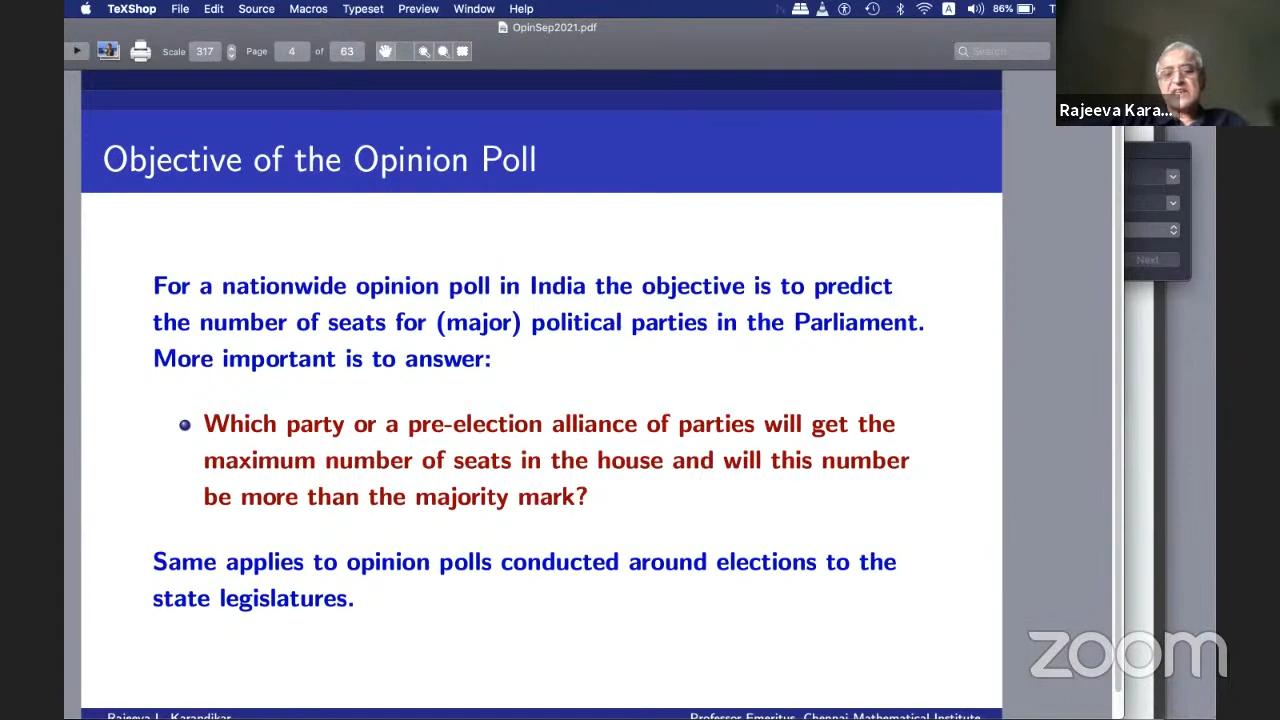 TeXShop File Edit Source Macros Typeset Preview Window Help A 86% T
OpinSep2021.pdf
Scale 317 Page 4 of 63 Search
Rajeeva Kara...
Objective of the Opinion Poll
For a nationwide opinion poll in India the objective is to predict
the number of seats for (major) political parties in the Parliament.
More important is to answer:
Which party or a pre-election alliance of parties will get the
maximum number of seats in the house and will this number
be more than the majority mark?
Same applies to opinion polls conducted around elections to the
state legislatures.
Next
zoom
Rajeeva L. Karandikar Professor Emeritus, Chennai Mathematical Institute